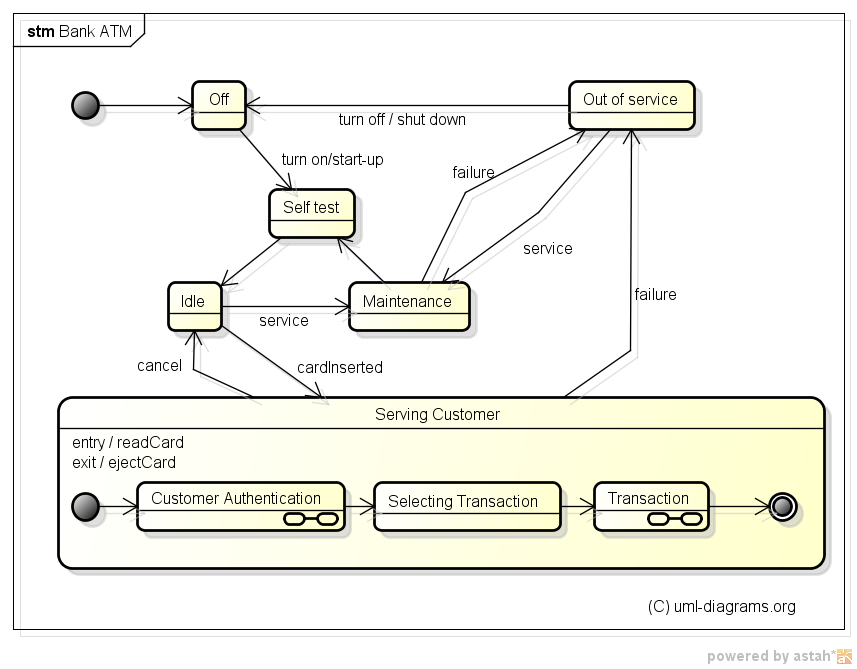 stm Bank ATM
Off
Out of service
turn off / shut down
turn on/start-up
failure
Self test
service
Idle
Maintenance
failure
service
cancel
cardInserted
Serving Customer
entry / readCard
exit / ejectCard
Customer Authentication
Selecting Transaction
Transaction
(C) uml-diagrams.org
powered by astah*